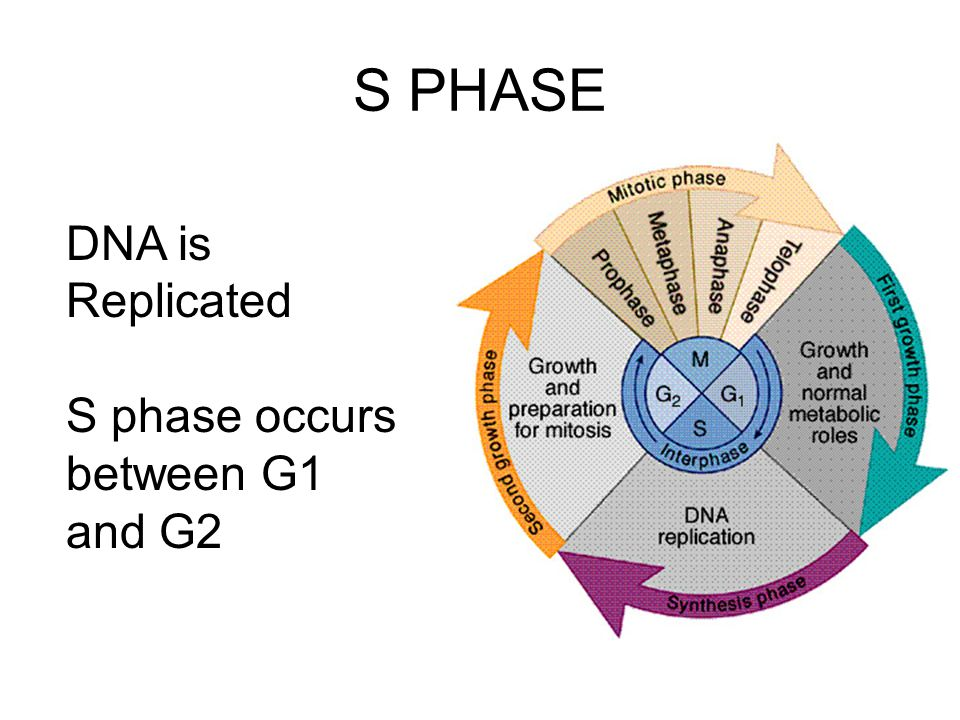 S PHASE
DNA is
Replicated
S phase occurs
between G1
and G2
Mitotic phase
Prophase
Metaphase
Anaphase
Telophase
First growth phase
Growth
and
normal
metabolic
roles
Second growth phase
Growth
and
preparation
for mitosis
M
G2
G1
S
Interphase
DNA
replication
Synthesis phase